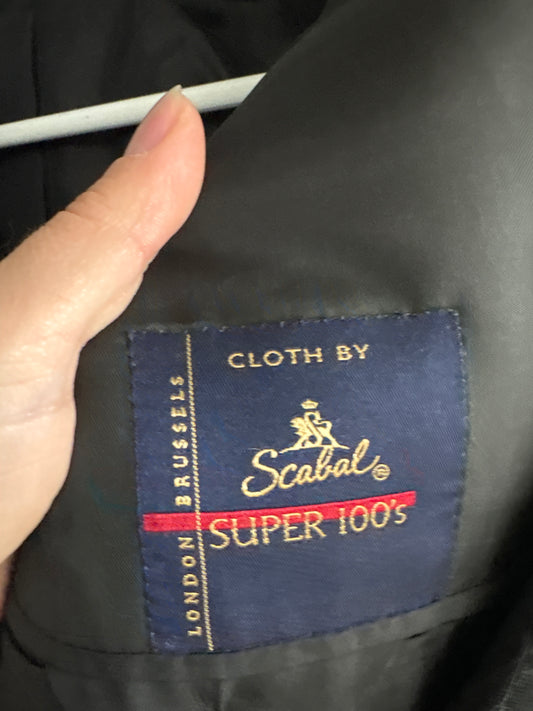 CLOTH BY
Scabal®
SUPER 100's
LONDON BRUSSELS